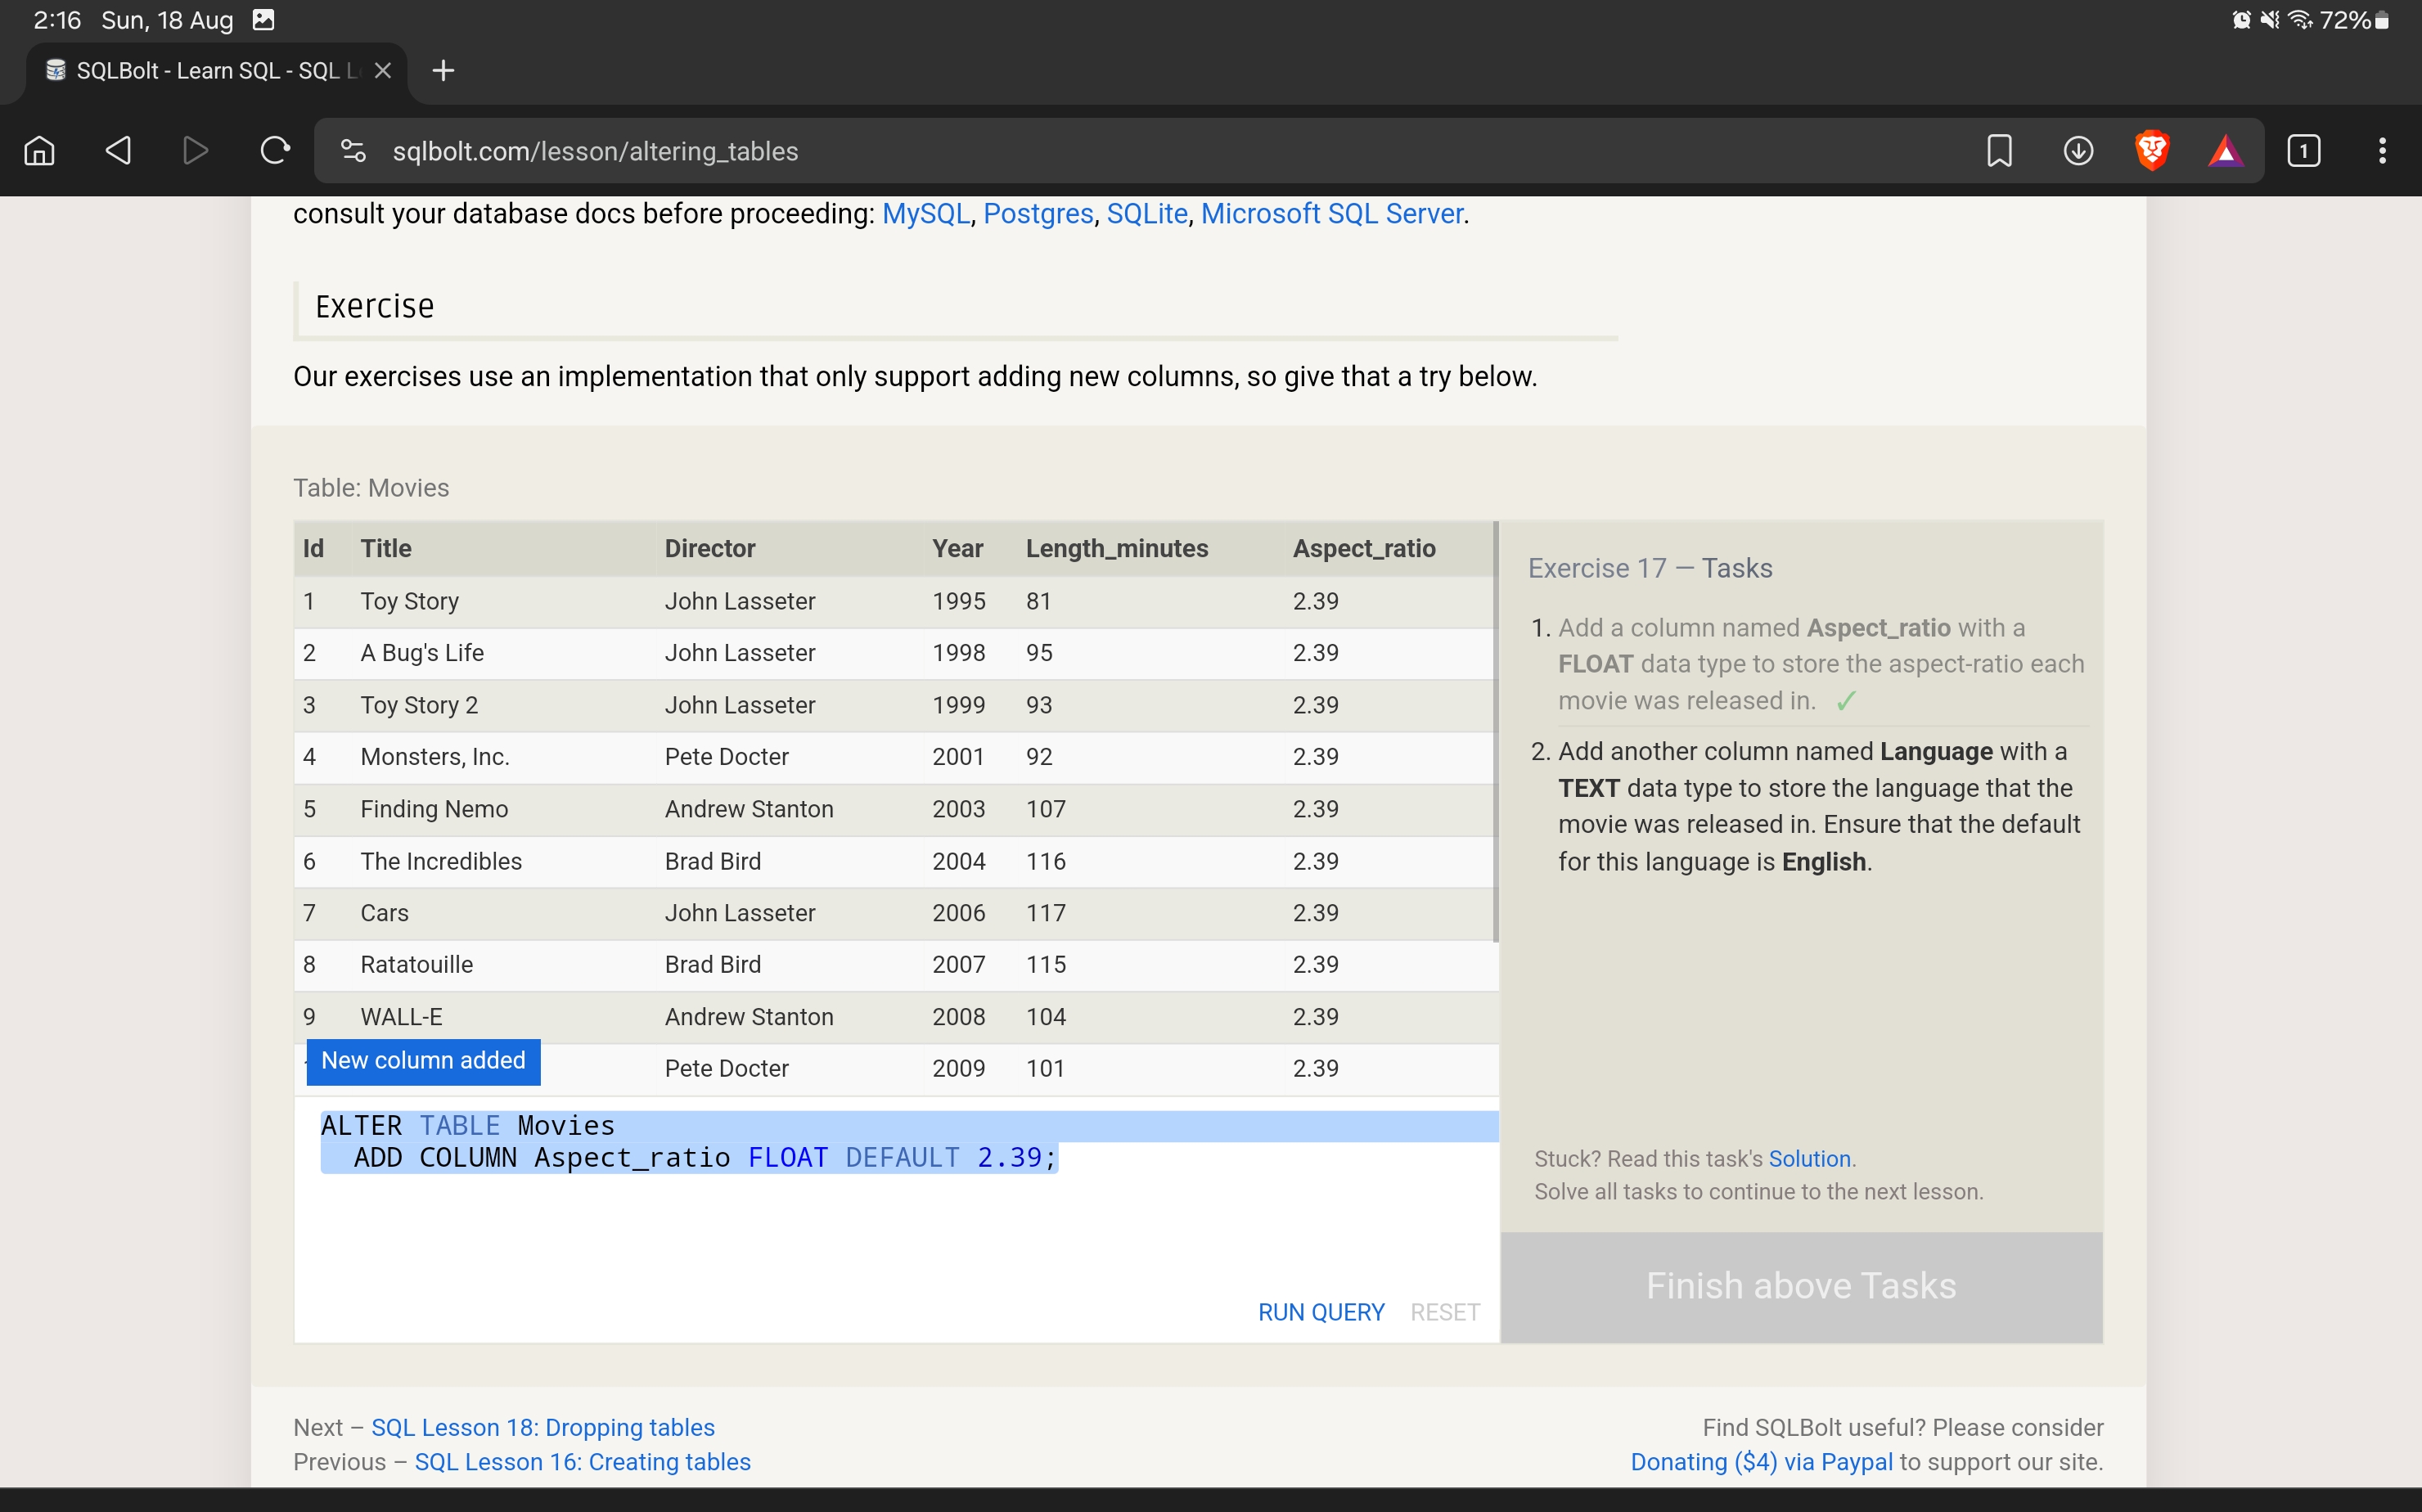 2:16 Sun, 18 Aug 72%
SQLBolt - Learn SQL - SQL L
sqlbolt.com/lesson/altering_tables 1
consult your database docs before proceeding: MySQL, Postgres, SQLite, Microsoft SQL Server.
Exercise
Our exercises use an implementation that only support adding new columns, so give that a try below.
Table: Movies
Id Title Director Year Length_minutes Aspect_ratio
1 Toy Story John Lasseter 1995 81 2.39
2 A Bug's Life John Lasseter 1998 95 2.39
3 Toy Story 2 John Lasseter 1999 93 2.39
4 Monsters, Inc. Pete Docter 2001 92 2.39
5 Finding Nemo Andrew Stanton 2003 107 2.39
6 The Incredibles Brad Bird 2004 116 2.39
7 Cars John Lasseter 2006 117 2.39
8 Ratatouille Brad Bird 2007 115 2.39
9 WALL-E Andrew Stanton 2008 104 2.39
Pete Docter 2009 101 2.39
New column added
ALTER TABLE Movies
ADD COLUMN Aspect_ratio FLOAT DEFAULT 2.39;
RUN QUERY RESET
Exercise 17 — Tasks
1. Add a column named Aspect_ratio with a
FLOAT data type to store the aspect-ratio each
movie was released in. ✓
2. Add another column named Language with a
TEXT data type to store the language that the
movie was released in. Ensure that the default
for this language is English.
Stuck? Read this task's Solution.
Solve all tasks to continue to the next lesson.
Finish above Tasks
Next – SQL Lesson 18: Dropping tables
Previous – SQL Lesson 16: Creating tables
Find SQLBolt useful? Please consider
Donating ($4) via Paypal to support our site.